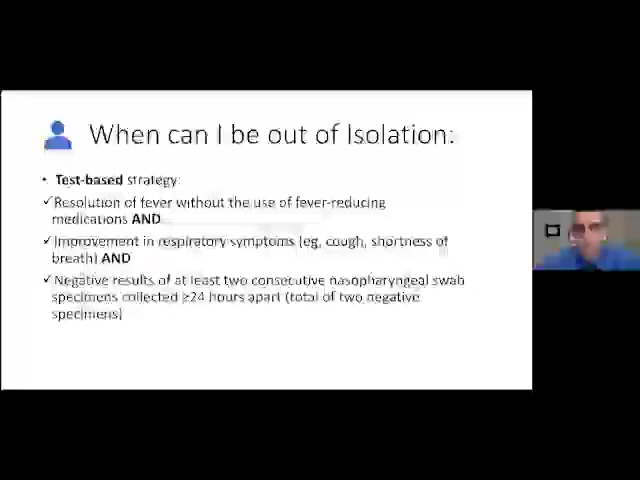 When can I be out of Isolation:
• Test-based strategy
✓Resolution of fever without the use of fever-reducing
medications AND
✓Improvement in respiratory symptoms (eg, cough, shortness of
breath) AND
✓Negative results of at least two consecutive nasopharyngeal swab
specimens collected ≥24 hours apart (total of two negative
specimens)